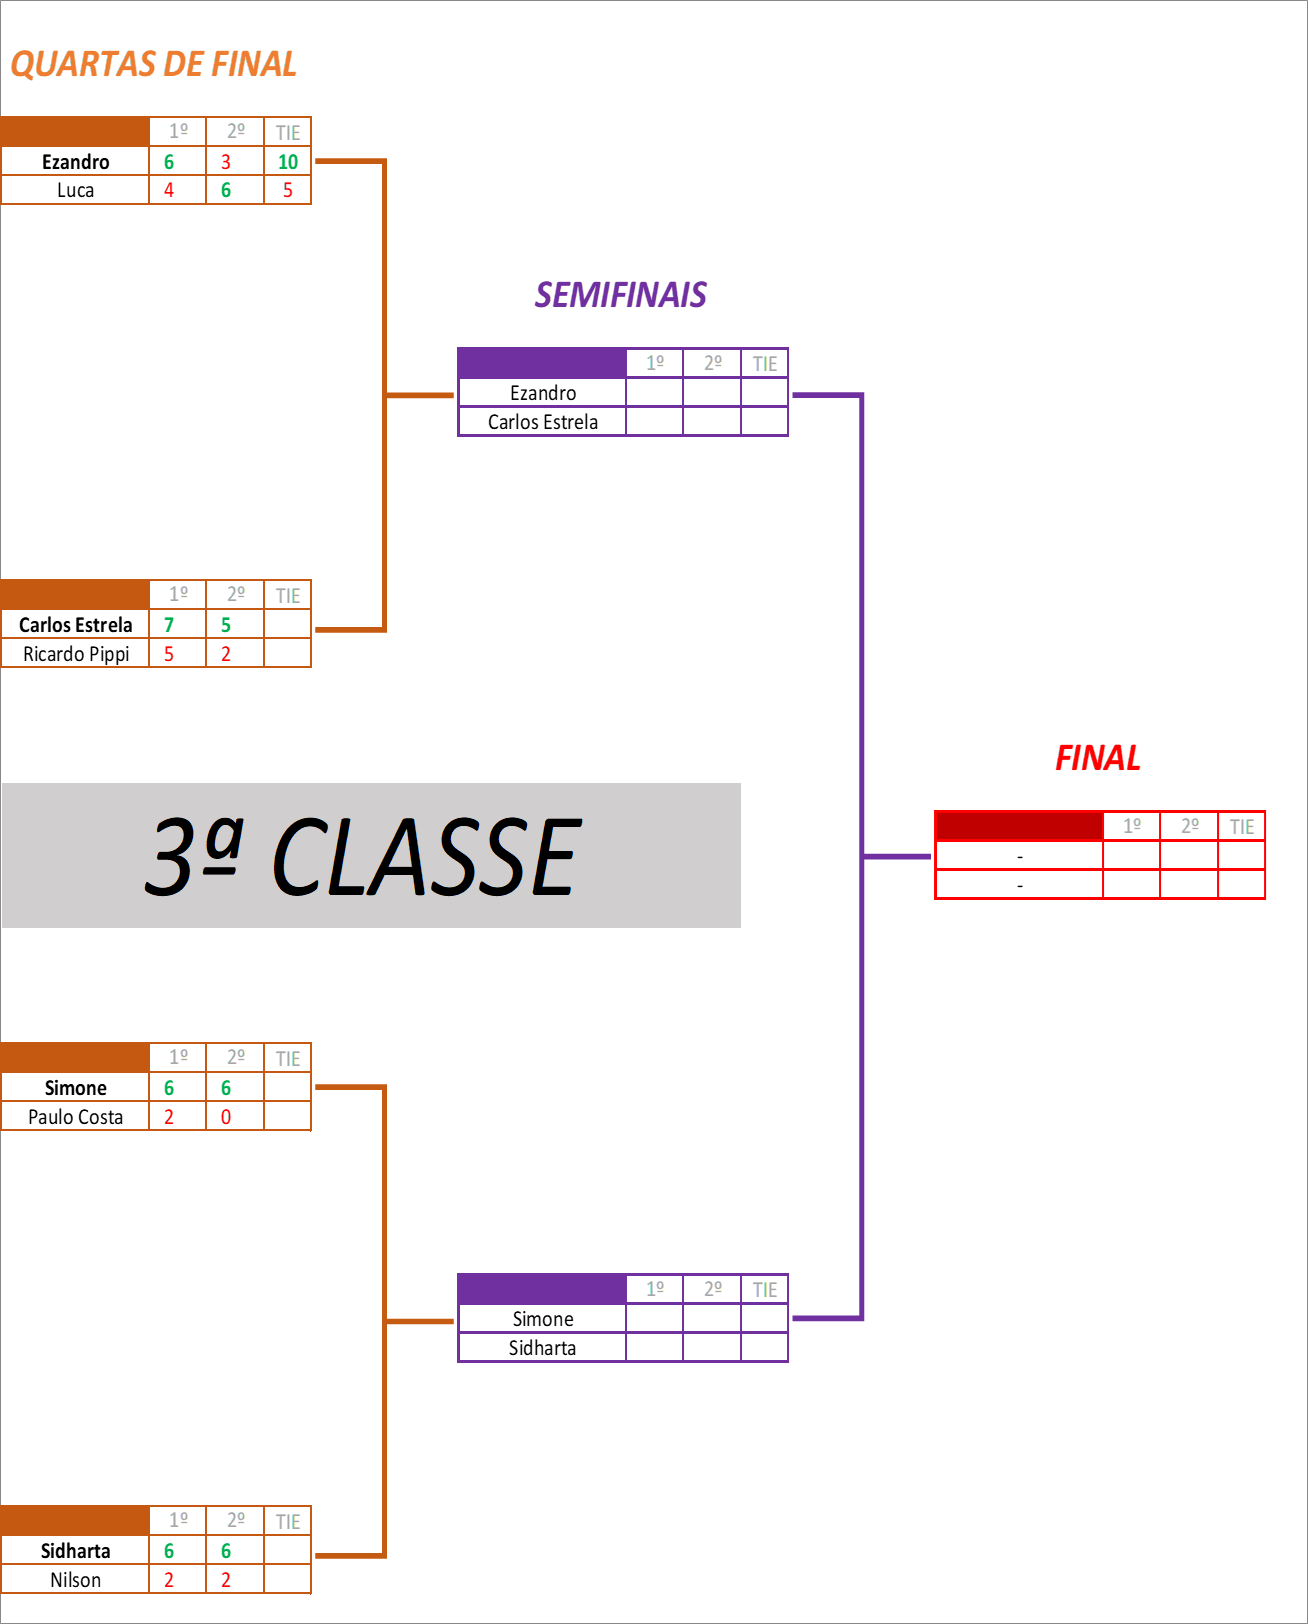 QUARTAS DE FINAL
1º 2º TIE
Ezandro 6 3 10
Luca 4 6 5
SEMIFINAIS
1º 2º TIE
Ezandro
Carlos Estrela
1º 2º TIE
Carlos Estrela 7 5
Ricardo Pippi 5 2
FINAL
1º 2º TIE
-
-
3ª CLASSE
1º 2º TIE
Simone 6 6
Paulo Costa 2 0
1º 2º TIE
Simone
Sidharta
1º 2º TIE
Sidharta 6 6
Nilson 2 2